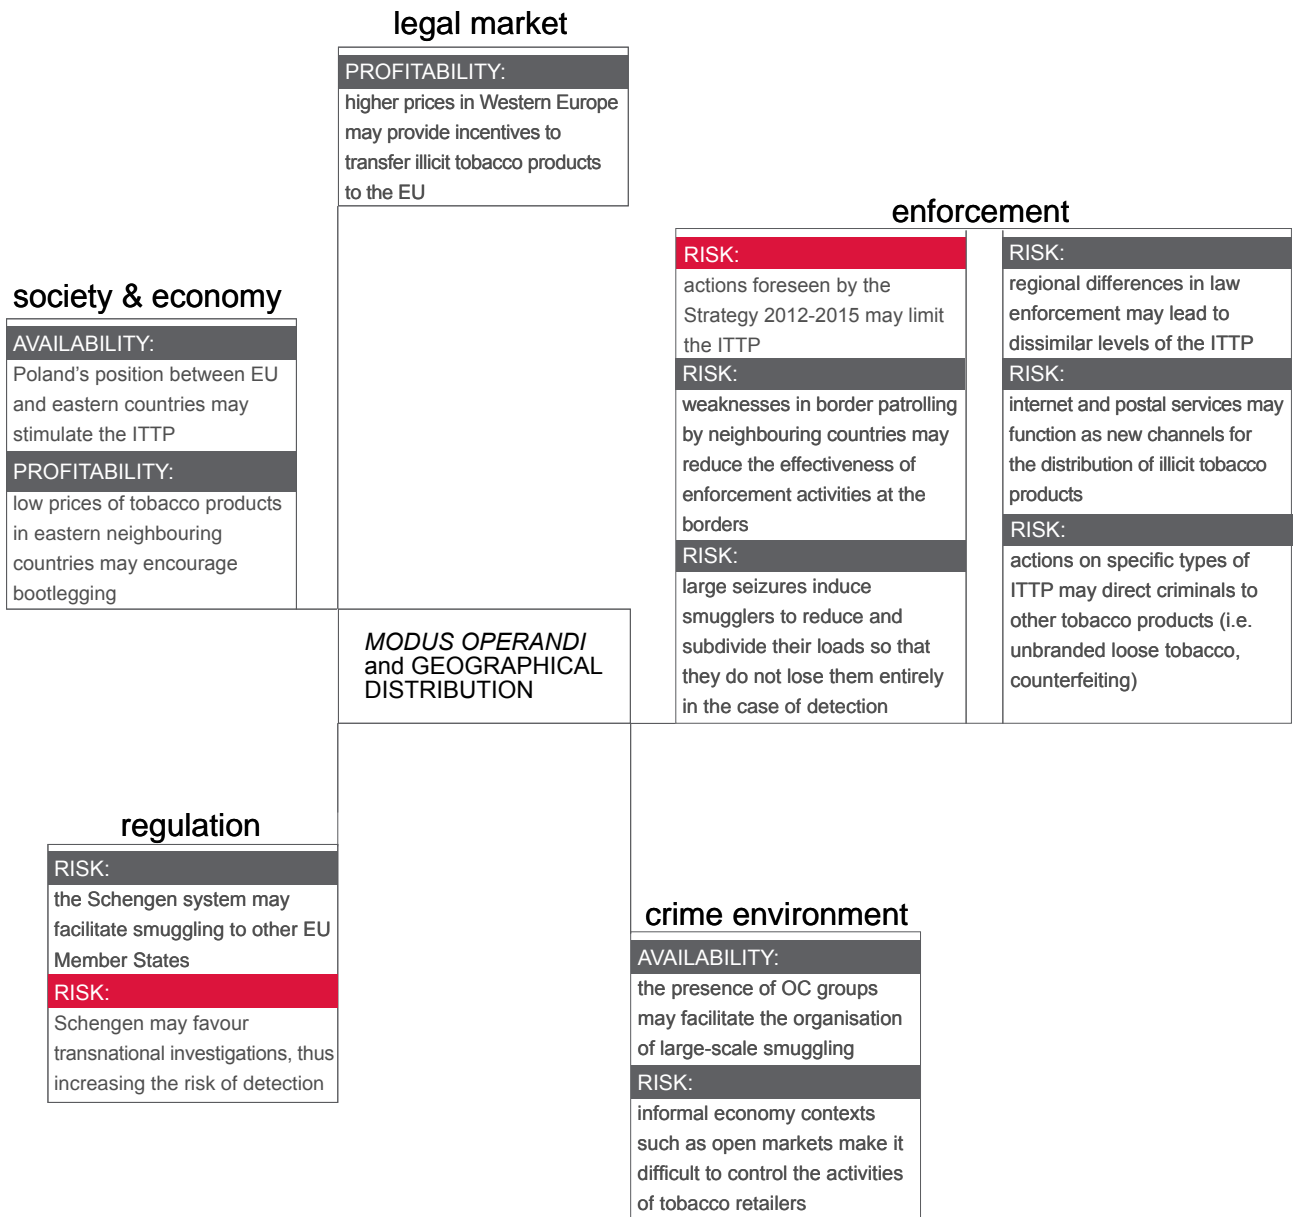 legal market
PROFITABILITY:
higher prices in Western Europe
may provide incentives to
transfer illicit tobacco products
to the EU
society & economy
AVAILABILITY:
Poland's position between EU
and eastern countries may
stimulate the ITTP
PROFITABILITY:
low prices of tobacco products
in eastern neighbouring
countries may encourage
bootlegging
enforcement
RISK:
actions foreseen by the
Strategy 2012-2015 may limit
the ITTP
RISK:
weaknesses in border patrolling
by neighbouring countries may
reduce the effectiveness of
enforcement activities at the
borders
RISK:
large seizures induce
smugglers to reduce and
subdivide their loads so that
they do not lose them entirely
in the case of detection
RISK:
regional differences in law
enforcement may lead to
dissimilar levels of the ITTP
RISK:
internet and postal services may
function as new channels for
the distribution of illicit tobacco
products
RISK:
actions on specific types of
ITTP may direct criminals to
other tobacco products (i.e.
unbranded loose tobacco,
counterfeiting)
MODUS OPERANDI
and GEOGRAPHICAL
DISTRIBUTION
regulation
RISK:
the Schengen system may
facilitate smuggling to other EU
Member States
RISK:
Schengen may favour
transnational investigations, thus
increasing the risk of detection
crime environment
AVAILABILITY:
the presence of OC groups
may facilitate the organisation
of large-scale smuggling
RISK:
informal economy contexts
such as open markets make it
difficult to control the activities
of tobacco retailers